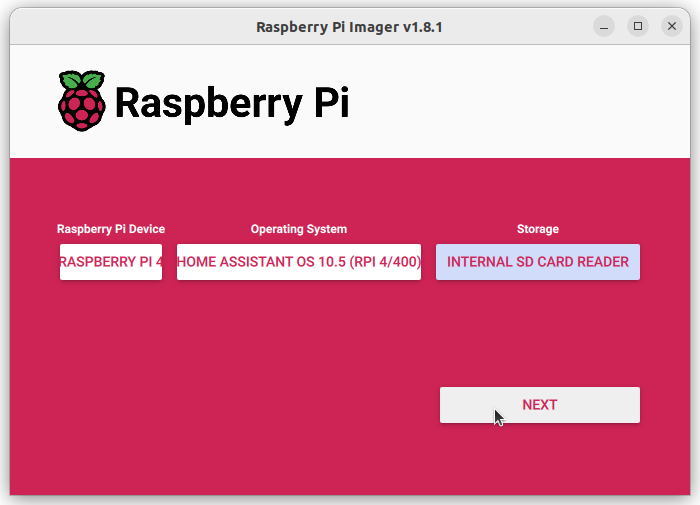 Raspberry Pi Imager v1.8.1
Raspberry Pi
Raspberry Pi Device
Operating System
Storage
RASPBERRY PI 4
HOME ASSISTANT OS 10.5 (RPI 4/400)
INTERNAL SD CARD READER
NEXT